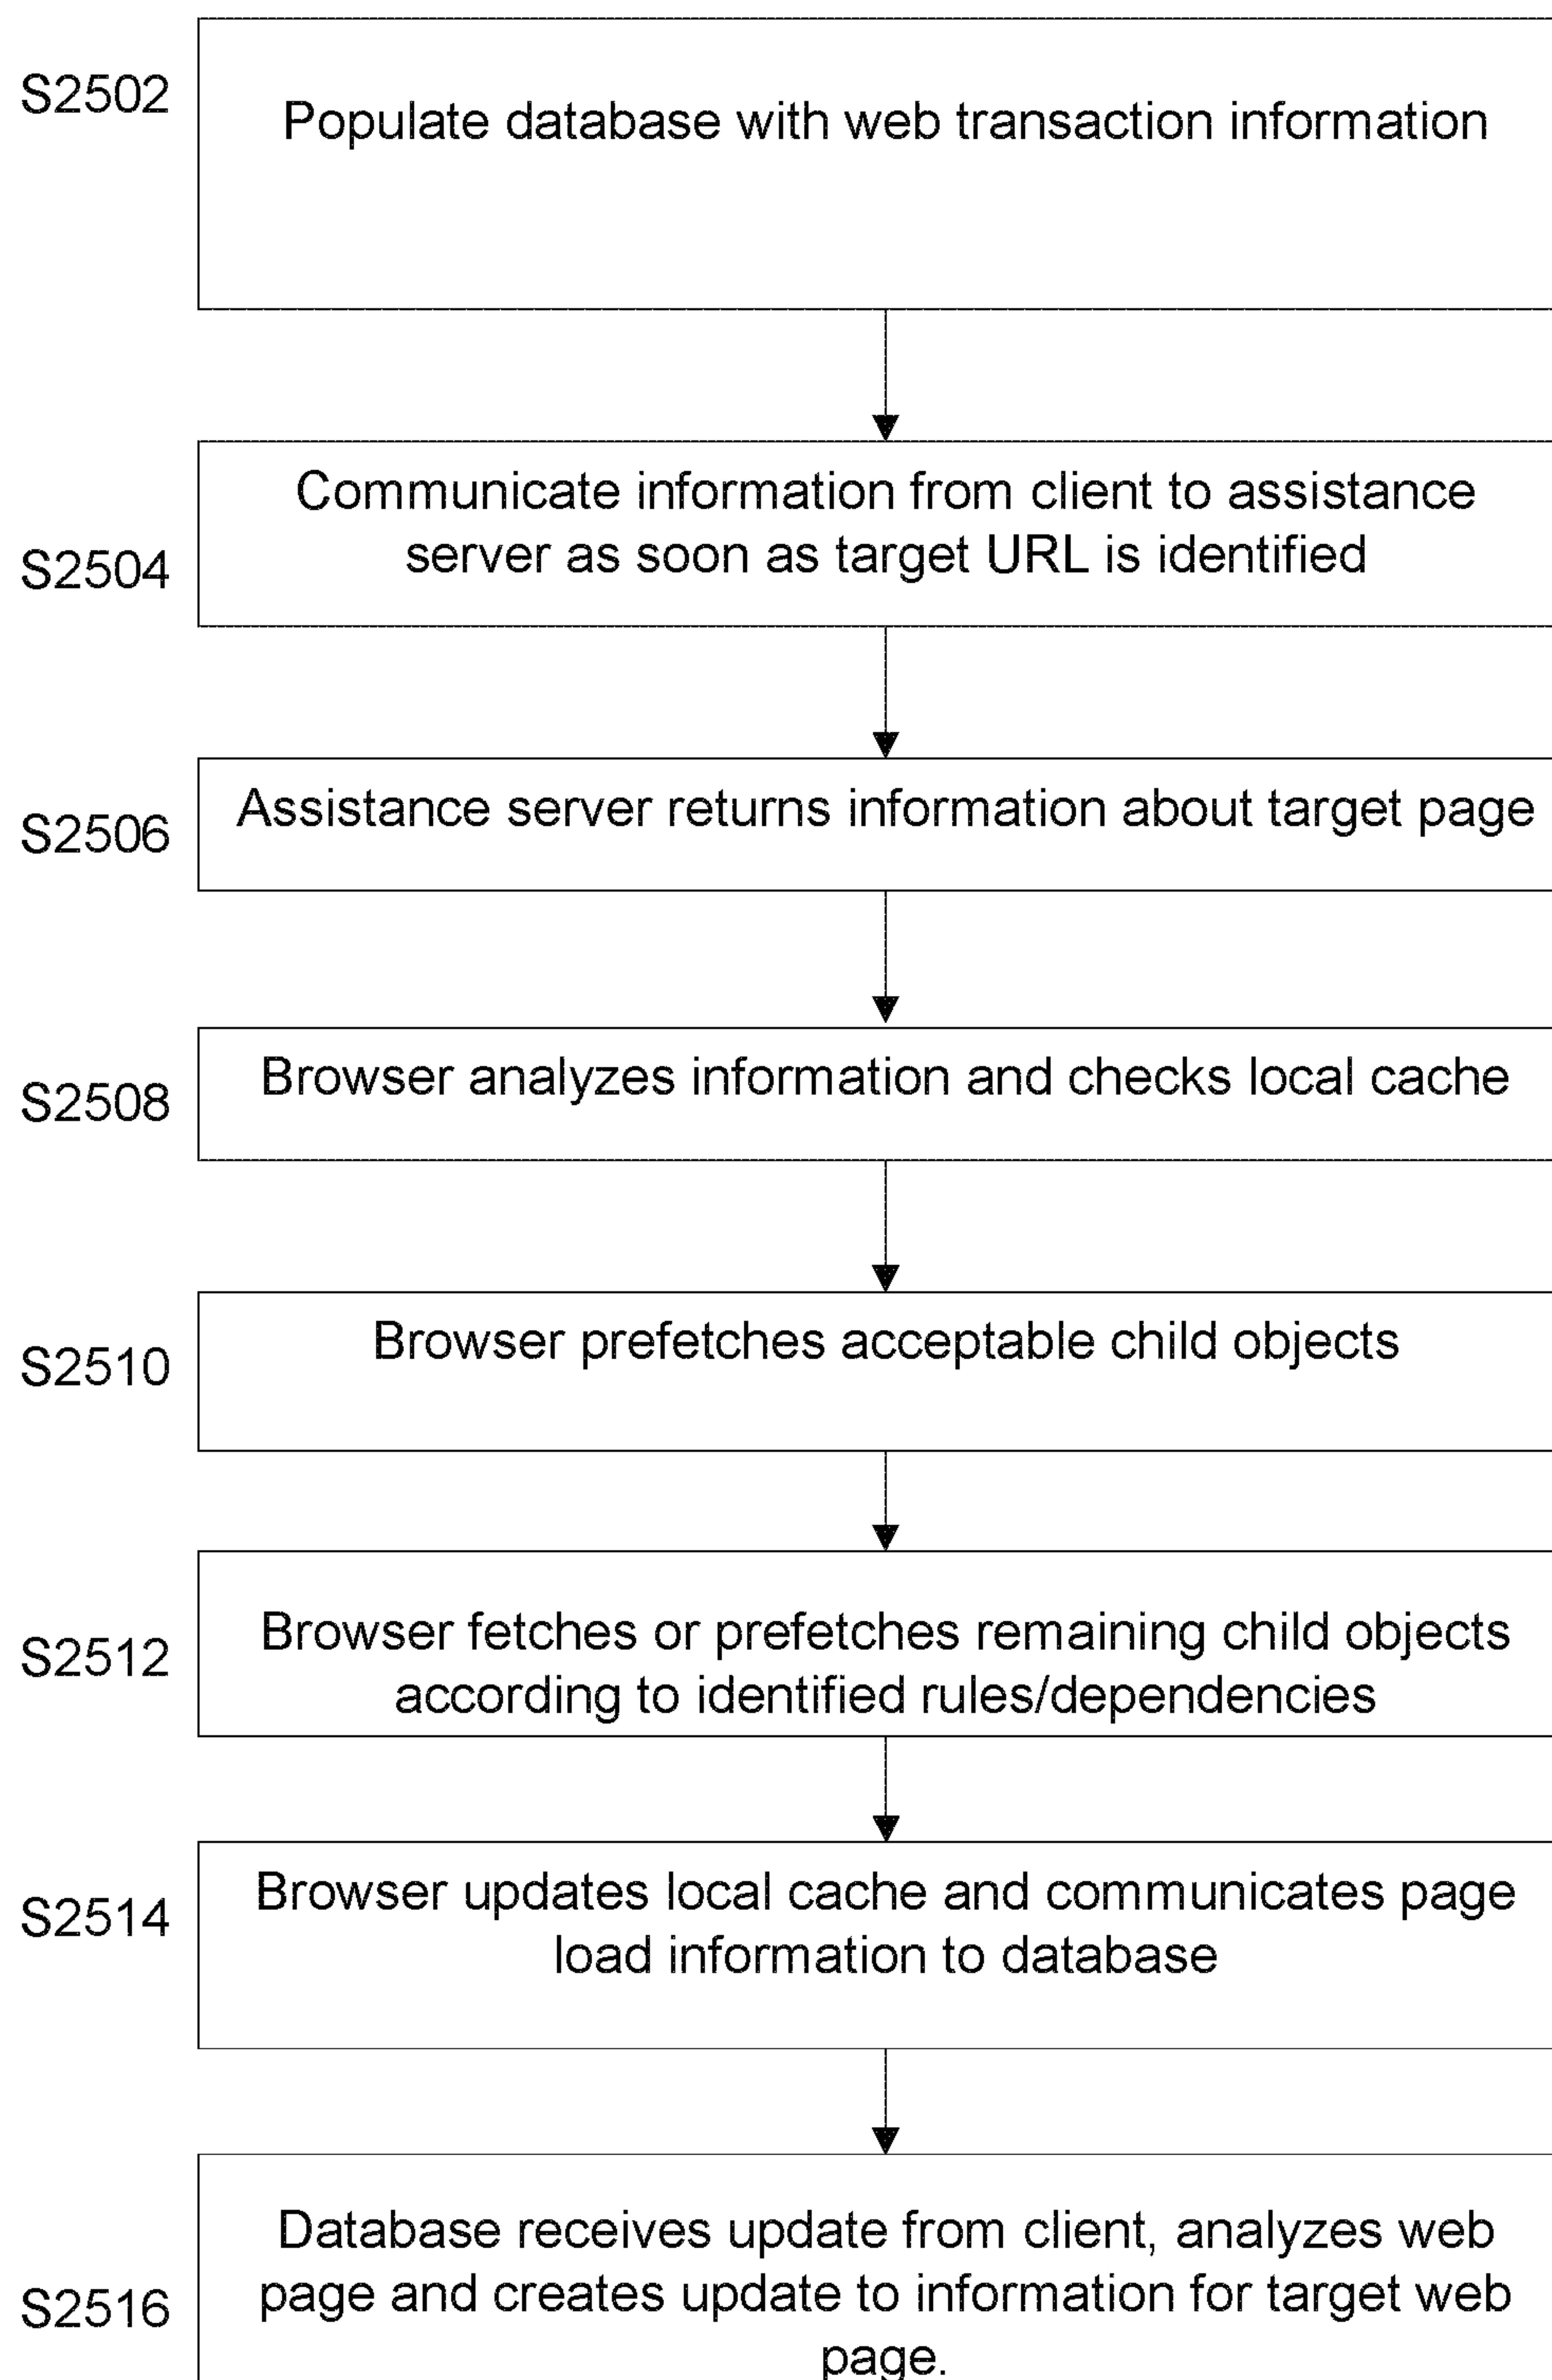 S2502
Populate database with web transaction information
Communicate information from client to assistance
server as soon as target URL is identified
S2504
Assistance server returns information about target page
S2506
Browser analyzes information and checks local cache
S2508
Browser prefetches acceptable child objects
S2510
Browser fetches or prefetches remaining child objects
according to identified rules/dependencies
S2512
Browser updates local cache and communicates page
load information to database
S2514
Database receives update from client, analyzes web
page and creates update to information for target web
page.
S2516